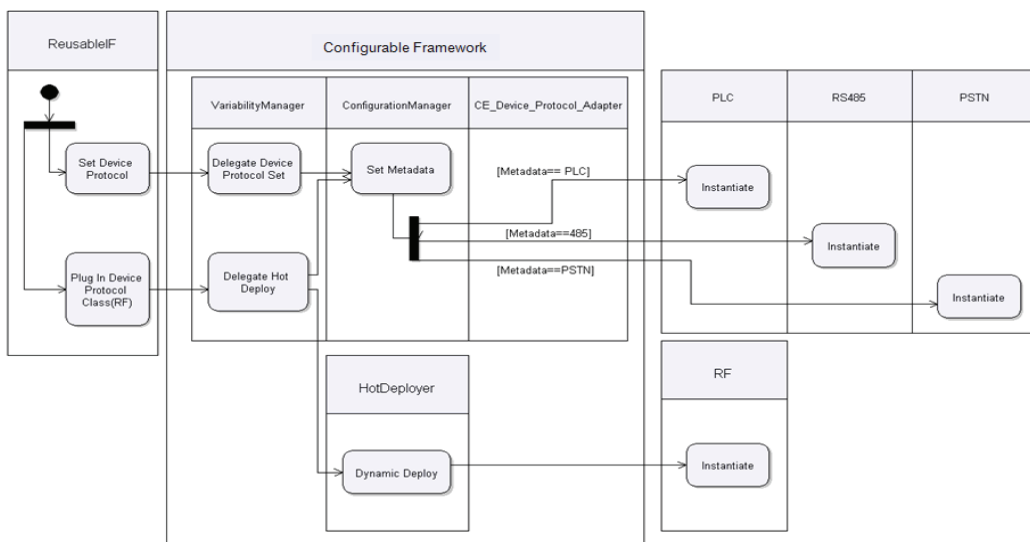 ReusableIF
Configurable Framework
VariabilityManager
ConfigurationManager
CE_Device_Protocol_Adapter
PLC
RS485
PSTN
Set Device
Protocol
Delegate Device
Protocol Set
Set Metadata
[Metadata== PLC]
Instantiate
[Metadata==485]
Instantiate
[Metadata==PSTN]
Instantiate
Plug In Device
Protocol
Class(RF)
Delegate Hot
Deploy
HotDeployer
RF
Dynamic Deploy
Instantiate